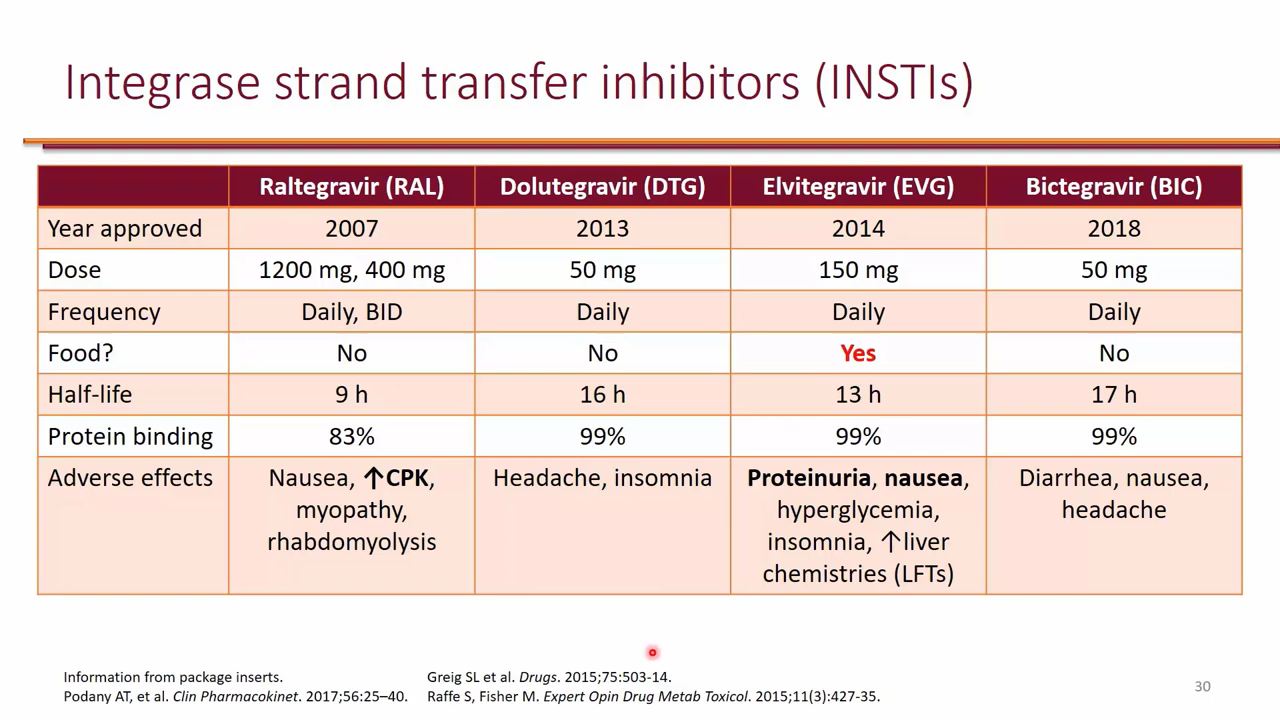 Integrase strand transfer inhibitors (INSTIs)
Raltegravir (RAL) Dolutegravir (DTG) Elvitegravir (EVG) Bictegravir (BIC)
Year approved 2007 2013 2014 2018
Dose 1200 mg, 400 mg 50 mg 150 mg 50 mg
Frequency Daily, BID Daily Daily Daily
Food? No No Yes No
Half-life 9 h 16 h 13 h 17 h
Protein binding 83% 99% 99% 99%
Adverse effects Nausea, ↑CPK, Headache, insomnia Proteinuria, nausea, Diarrhea, nausea,
myopathy, hyperglycemia, headache
rhabdomyolysis insomnia, ↑liver
chemistries (LFTs)
Information from package inserts. Greig SL et al. Drugs. 2015;75:503-14.
Podany AT, et al. Clin Pharmacokinet. 2017;56:25–40. Raffe S, Fisher M. Expert Opin Drug Metab Toxicol. 2015;11(3):427-35.
30